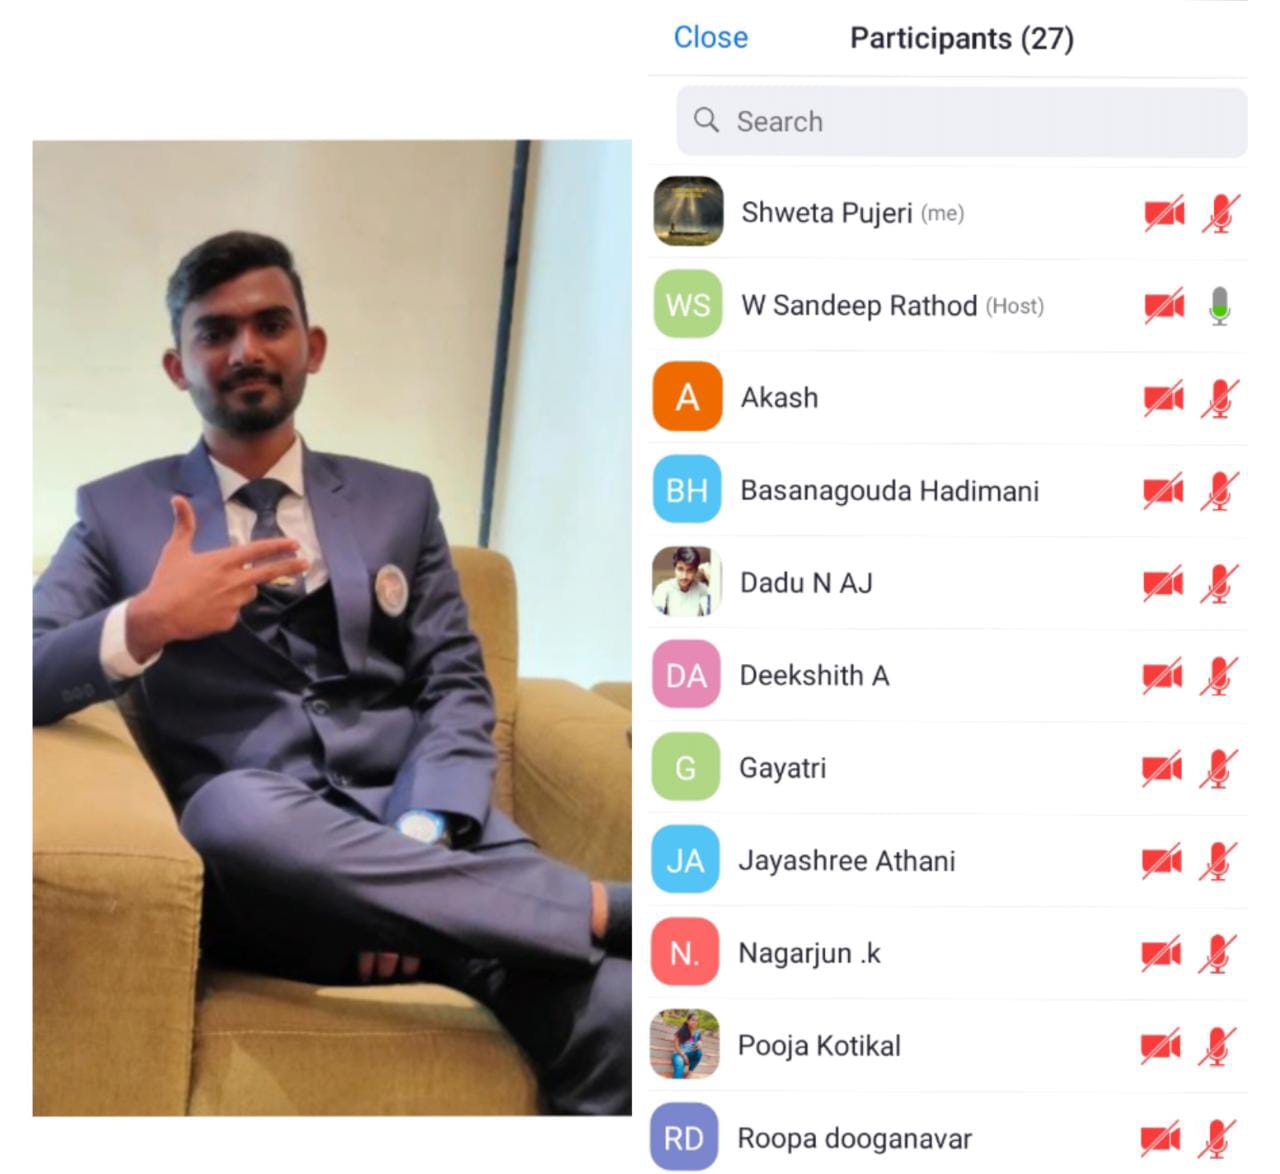 Close Participants (27)
Search
Shweta Pujeri (me)
WS W Sandeep Rathod (Host)
A Akash
BH Basanagouda Hadimani
Dadu N AJ
DA Deekshith A
G Gayatri
JA Jayashree Athani
N. Nagarjun .k
Pooja Kotikal
RD Roopa dooganavar